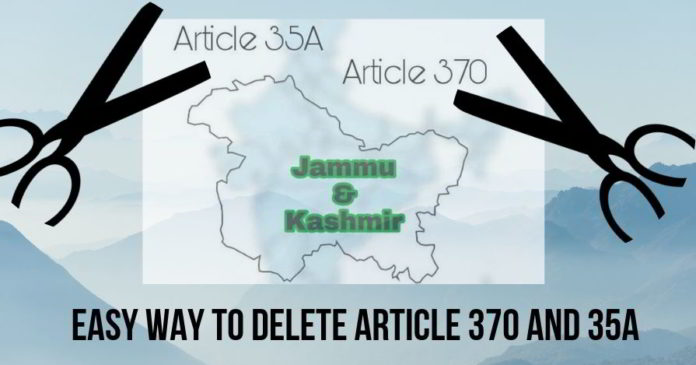 Article 35A
Article 370
Jammu
&
Kashmir
EASY WAY TO DELETE ARTICLE 370 AND 35A